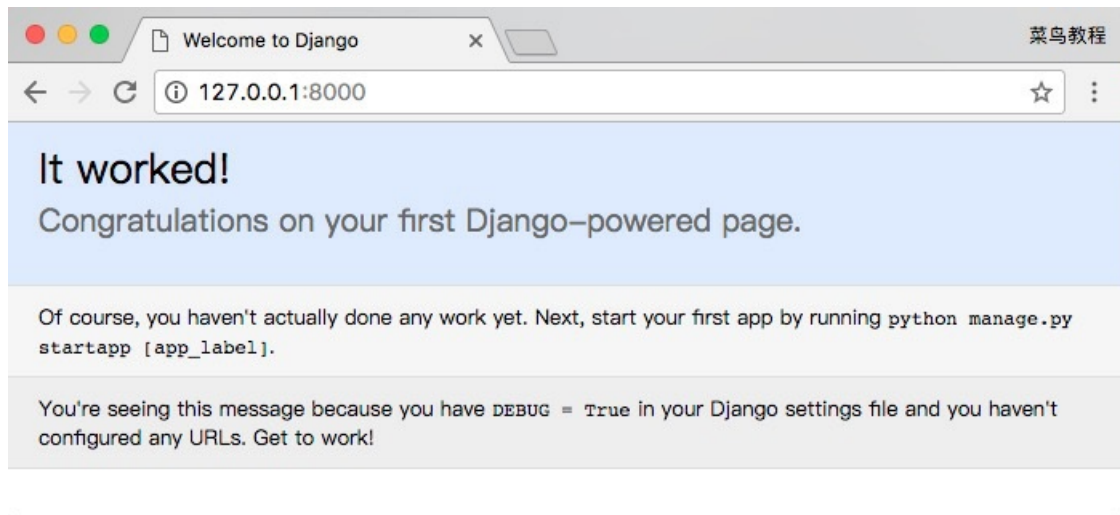 Welcome to Django
菜鸟教程
127.0.0.1:8000
It worked!
Congratulations on your first Django-powered page.
Of course, you haven't actually done any work yet. Next, start your first app by running python manage.py
startapp [app_label].
You're seeing this message because you have DEBUG = True in your Django settings file and you haven't
configured any URLs. Get to work!